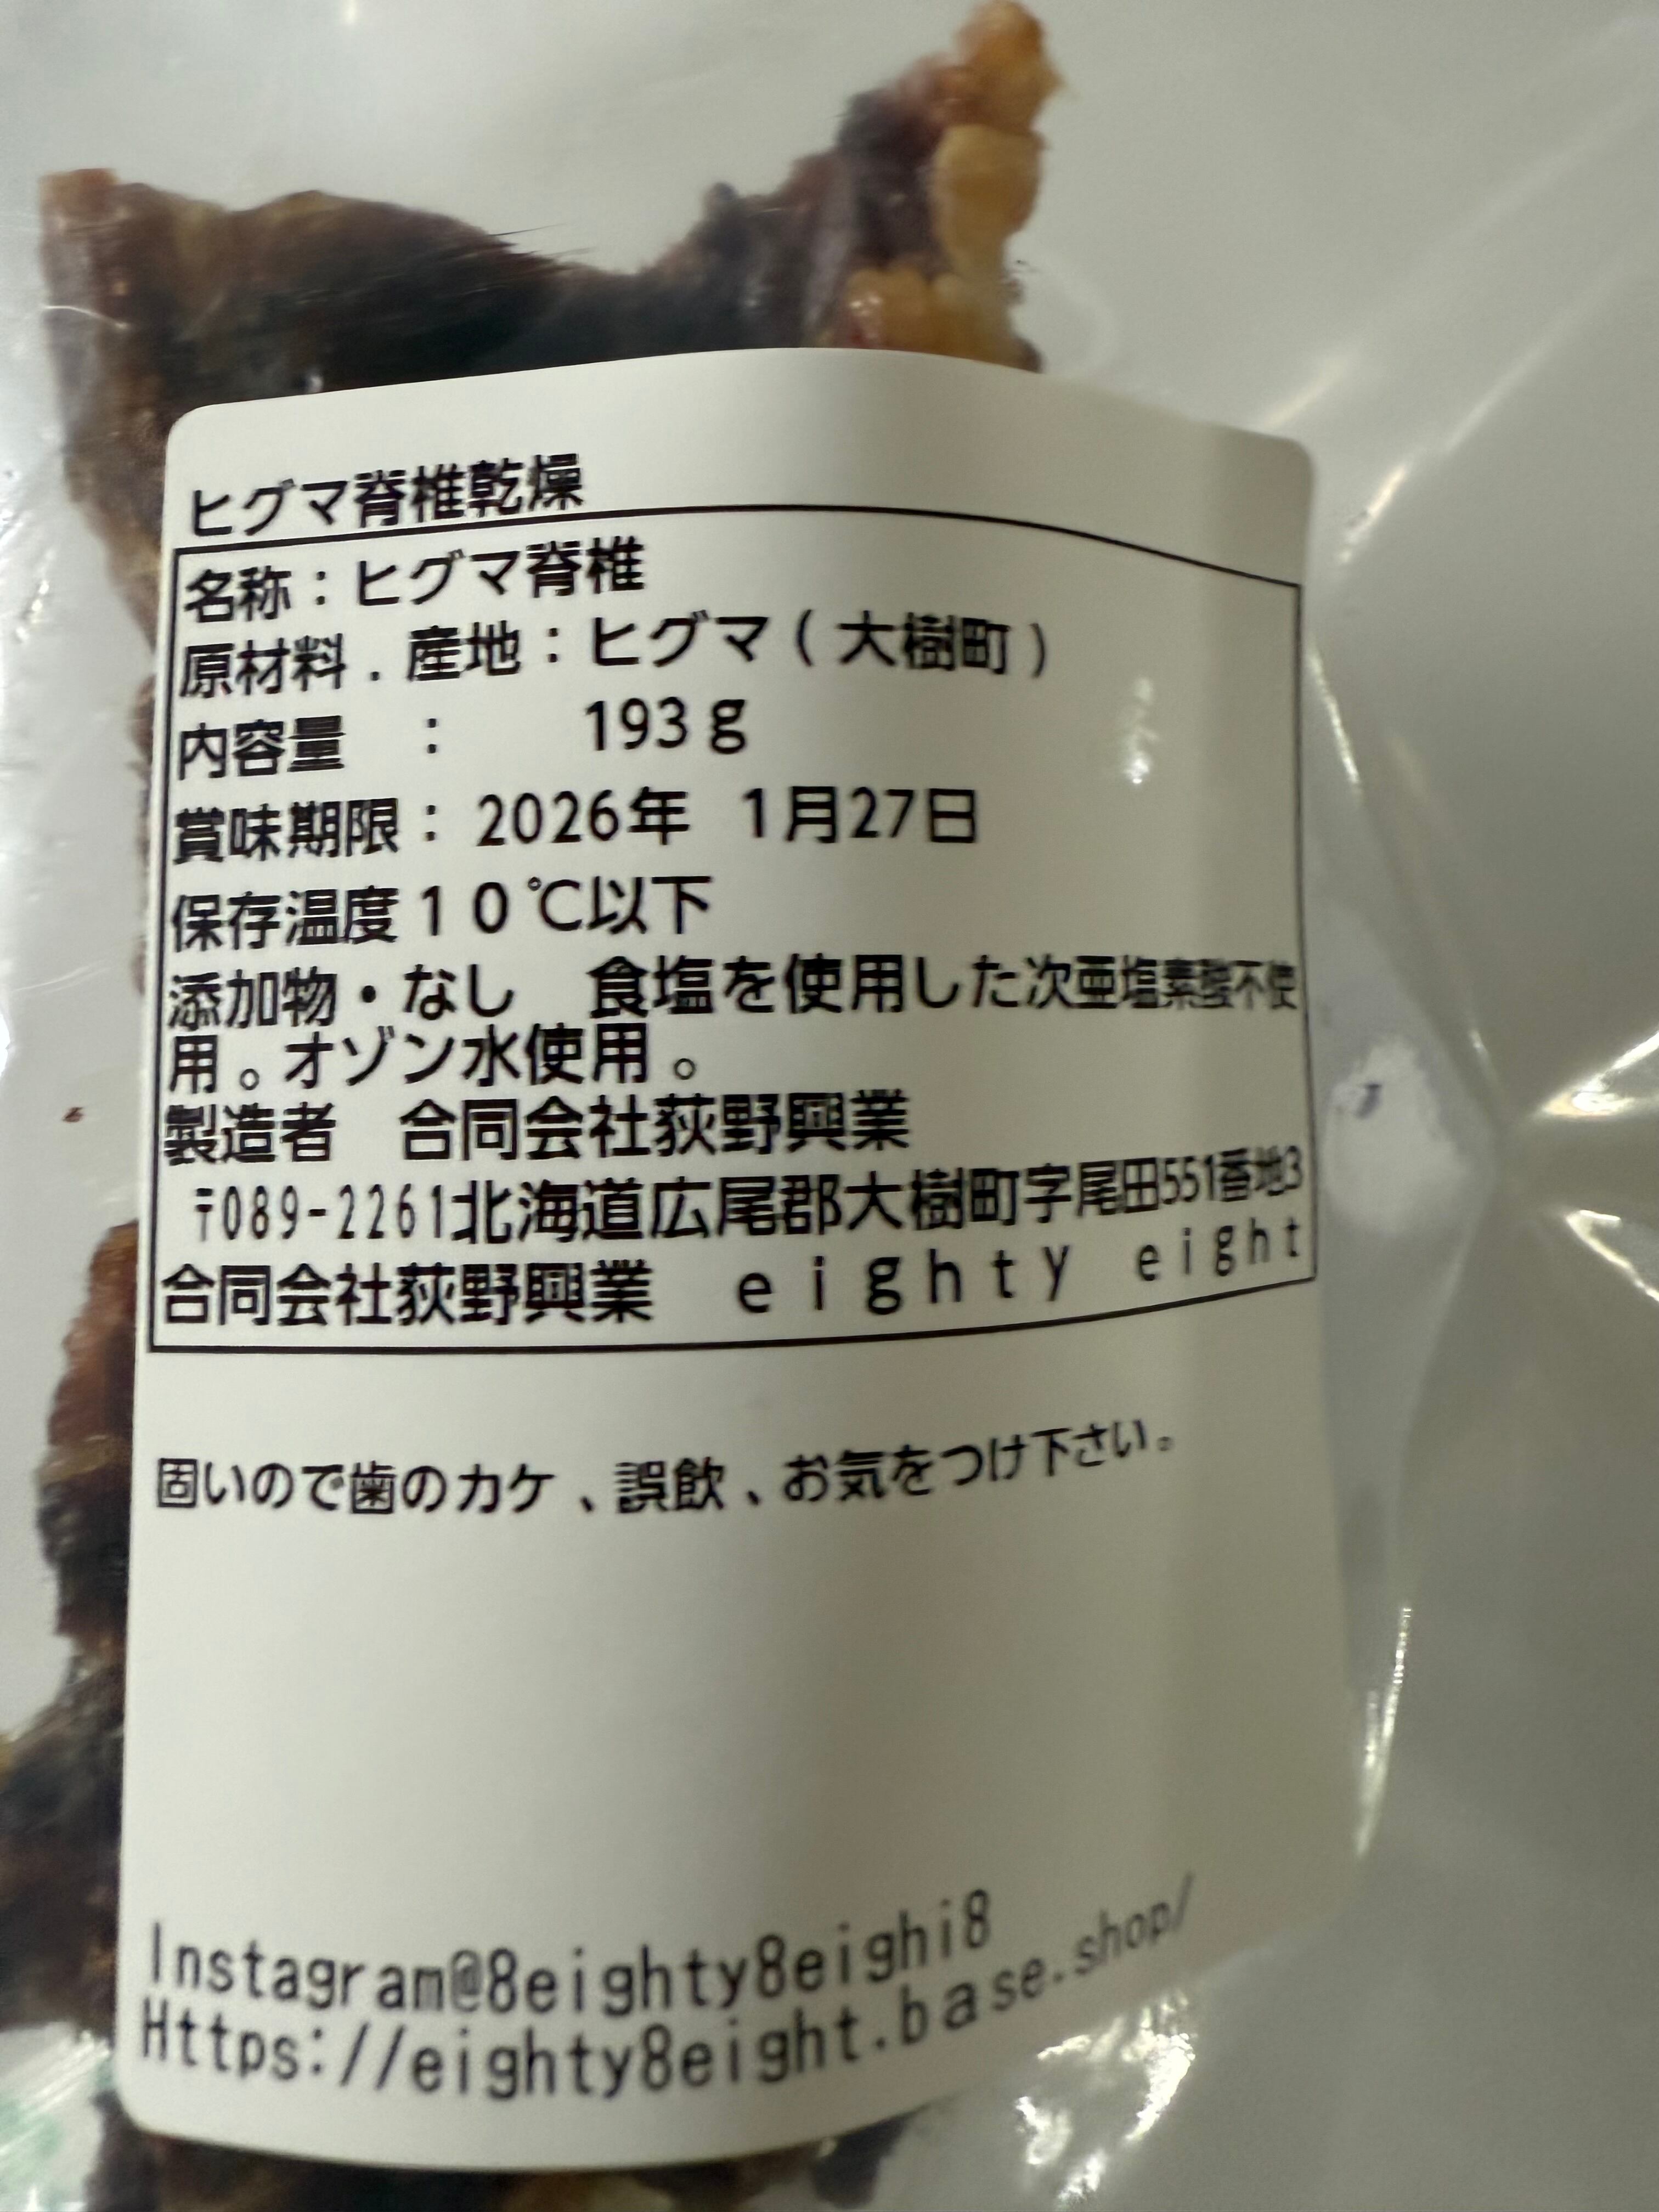 ヒグマ脊椎乾燥
名称：ヒグマ脊椎
原材料．産地：ヒグマ(大樹町)
内容量　：　　193g
賞味期限：2026年　1月27日
保存温度10℃以下
添加物・なし　食塩を使用した次亜塩素酸不使
用。オゾン水使用。
製造者　合同会社荻野興業
〒089-2261北海道広尾郡大樹町字尾田551番地3
合同会社荻野興業　eighty　eight
固いので歯のカケ、誤飲、お気をつけ下さい。
Instagram@8eighty8eighi8
Https://eighty8eight.base.shop/